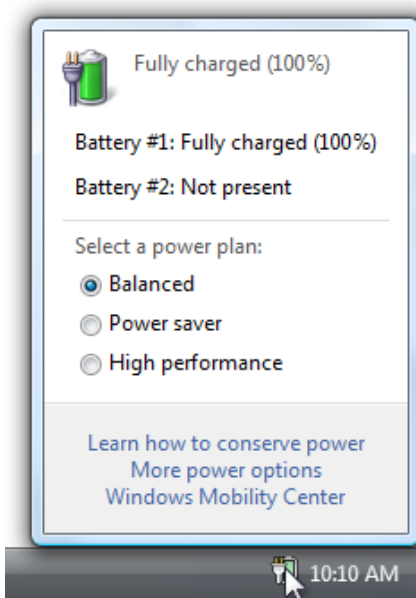 Fully charged (100%)
Battery #1: Fully charged (100%)
Battery #2: Not present
Select a power plan:
Balanced
Power saver
High performance
Learn how to conserve power
More power options
Windows Mobility Center
10:10 AM